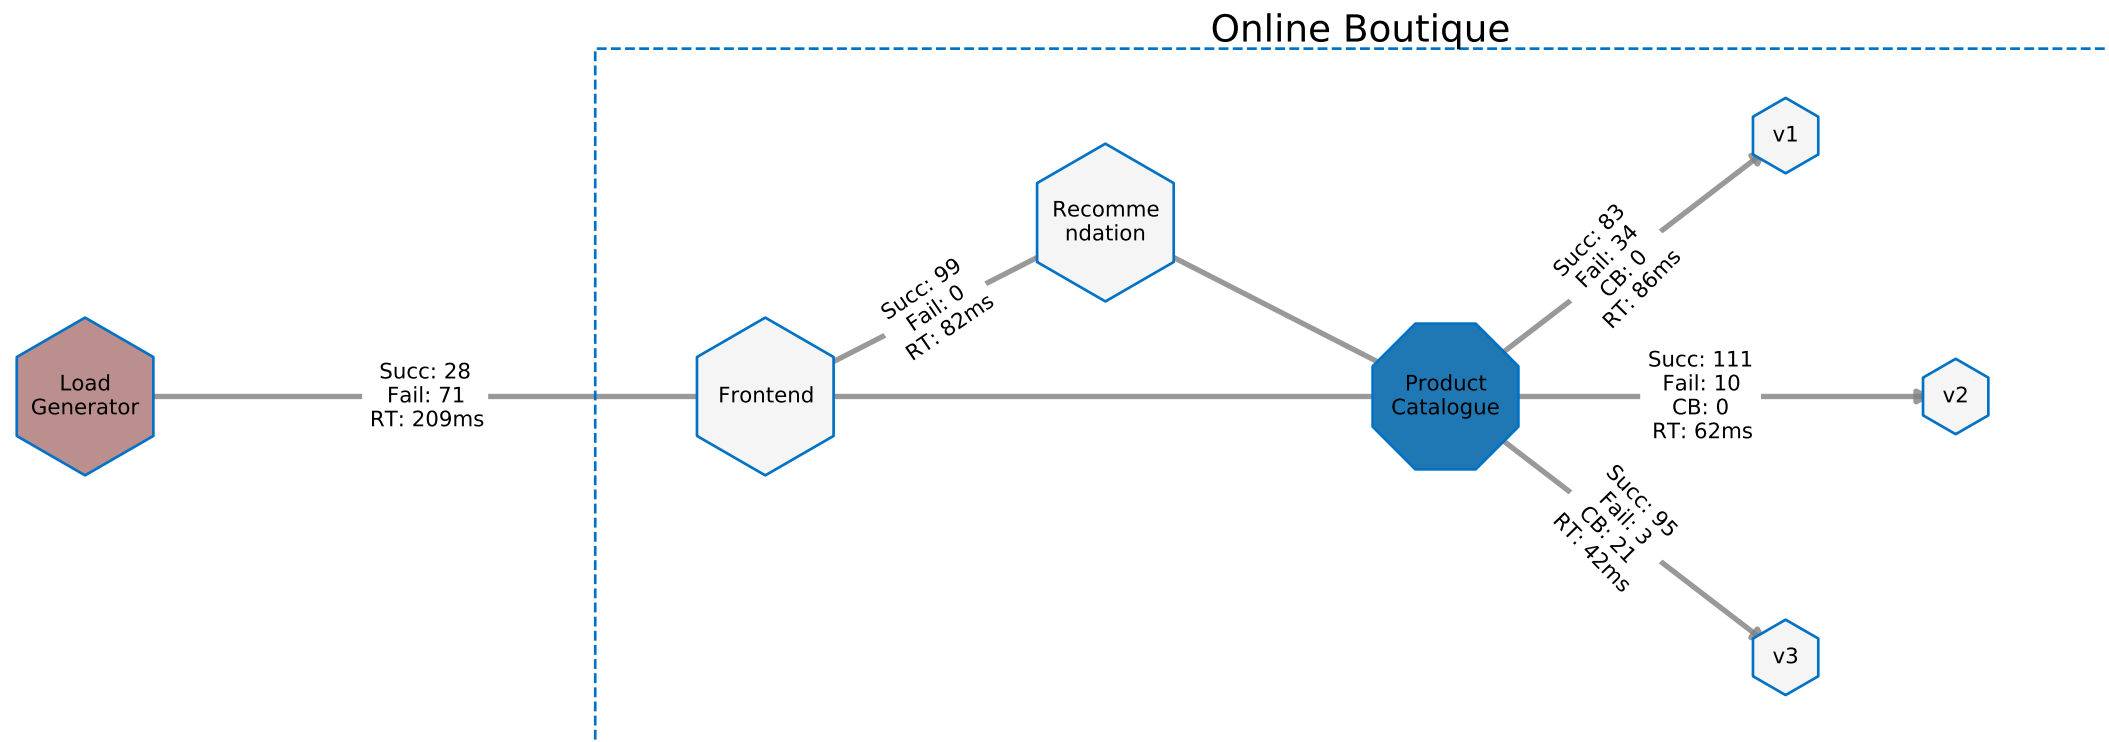 Online Boutique
Load
Generator
Succ: 28
Fail: 71
RT: 209ms
Frontend
Succ: 99
Fail: 0
RT: 82ms
Recomme
ndation
Product
Catalogue
Succ: 83
Fail: 34
CB: 0
RT: 86ms
v1
Succ: 111
Fail: 10
CB: 0
RT: 62ms
v2
Succ: 95
Fail: 3
CB: 21
RT: 42ms
v3